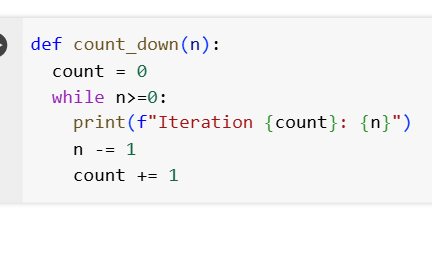 def count_down(n):
  count = 0
  while n>=0:
    print(f"Iteration {count}: {n}")
    n -= 1
    count += 1